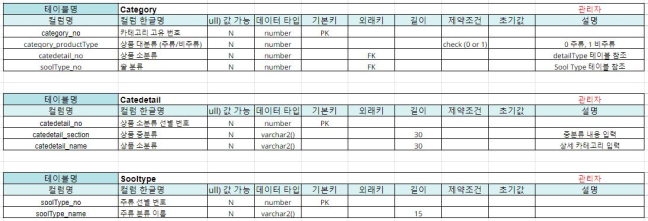 테이블명 Category 관리자
컬럼명 컬럼 한글명 ull) 값 가능 데이터 타입 기본키 외래키 길이 제약조건 초기값 설명
category_no 카테고리 고유 번호 N number PK
category_productType 상품 대분류 (주류/비주류) N number check (0 or 1) 0 주류, 1 비주류
catedetail_no 상품 소분류 N number FK detailType 테이블 참조
soolType_no 술 분류 N number FK Sool Type 테이블 참조
테이블명 Catedetail 관리자
컬럼명 컬럼 한글명 ull) 값 가능 데이터 타입 기본키 외래키 길이 제약조건 초기값 설명
catedetail_no 상품 소분류 선별 번호 N number PK
catedetail_section 상품 중분류 N varchar2() 30 중분류 내용 입력
catedetail_name 상품 소분류 N varchar2() 30 상세 카테고리 입력
테이블명 Sooltype 관리자
컬럼명 컬럼 한글명 ull) 값 가능 데이터 타입 기본키 외래키 길이 제약조건 초기값 설명
soolType_no 주류 선별 번호 N number PK
soolType_name 주류 분류 이름 N varchar2() 15